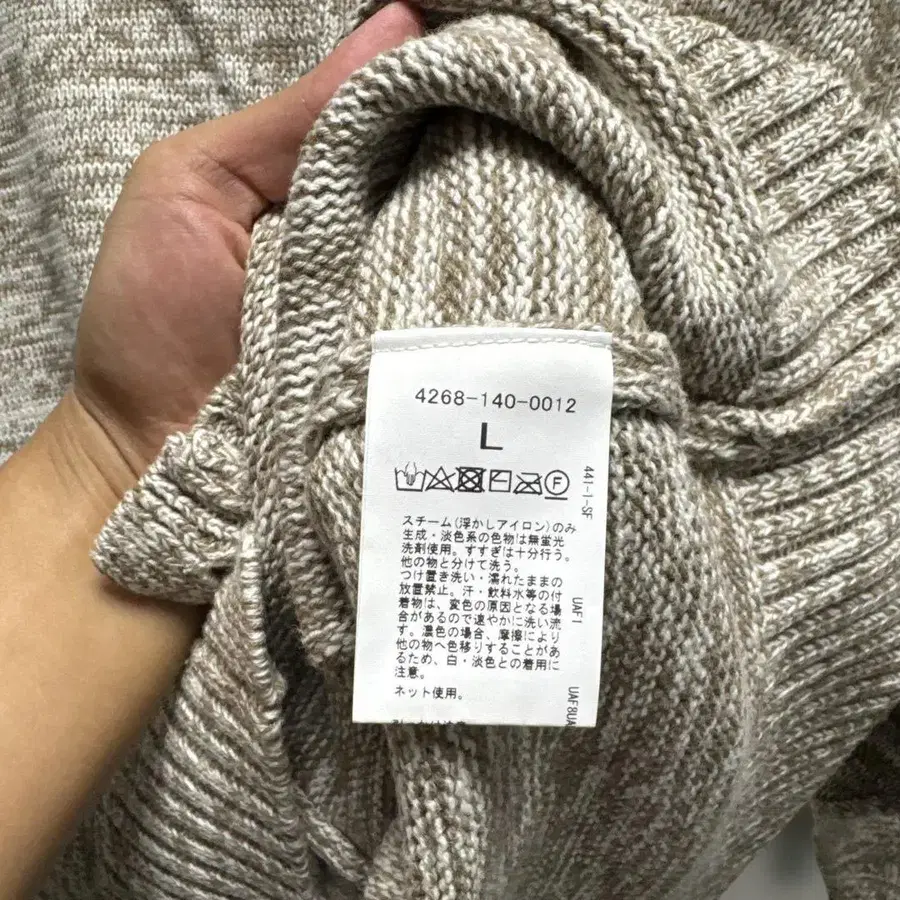 4268-140-0012
L
F
441-1-SF
スチーム(浮かしアイロン)のみ
生成・淡色系の色物は無蛍光
洗剤使用。すすぎは十分行う。
他の物と分けて洗う。
つけ置き洗い・濡れたままの
放置禁止。汗・飲料水等の付
着物は、変色の原因となる場
合があるので速やかに洗い流
す。濃色の場合、摩擦により
他の物へ色移りすることがあ
るため、白・淡色との着用に
注意。
ネット使用。
UAF1